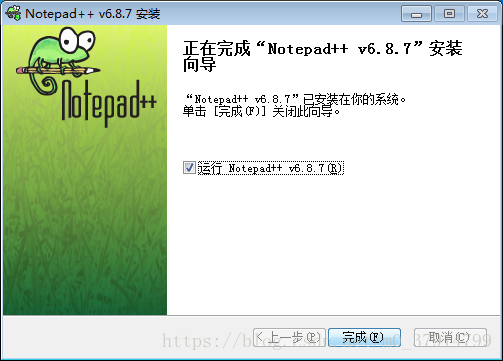 Notepad++ v6.8.7 安装
正在完成“Notepad++ v6.8.7”安装
向导
Notepad++
“Notepad++ v6.8.7”已安装在你的系统。
单击 [完成(F)] 关闭此向导。
运行 Notepad++ v6.8.7(R)
< 上一步(P) 完成(F) 取消(C)
https://blog.